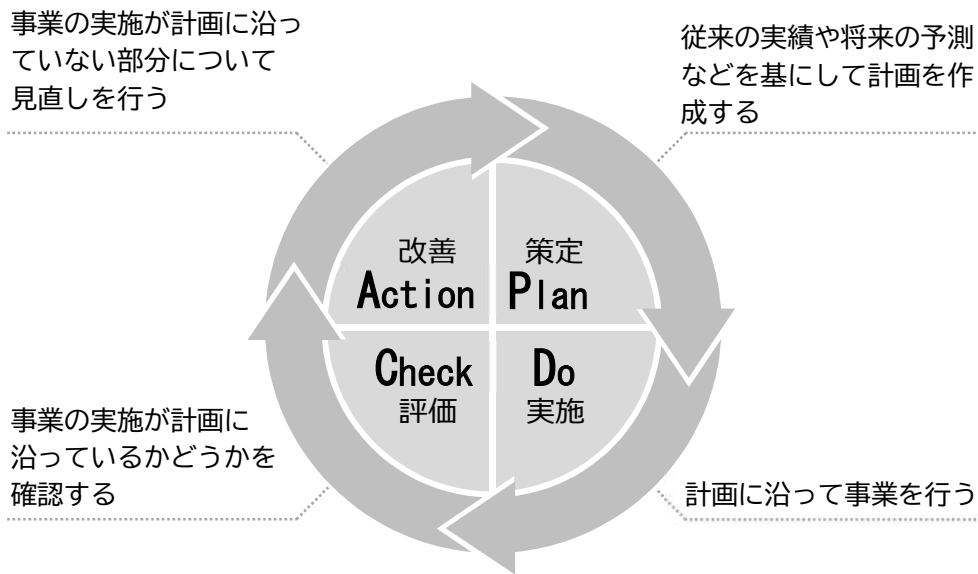 事業の実施が計画に沿っ
ていない部分について
見直しを行う
従来の実績や将来の予測
などを基にして計画を作
成する
改善
Action
策定
Plan
Check
評価
Do
実施
事業の実施が計画に
沿っているかどうかを
確認する
計画に沿って事業を行う